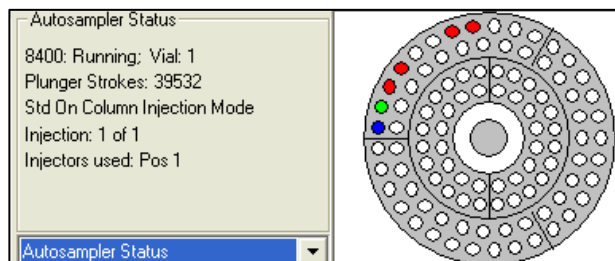 Autosampler Status
8400: Running; Vial: 1
Plunger Strokes: 39532
Std On Column Injection Mode
Injection: 1 of 1
Injectors used: Pos 1
Autosampler Status